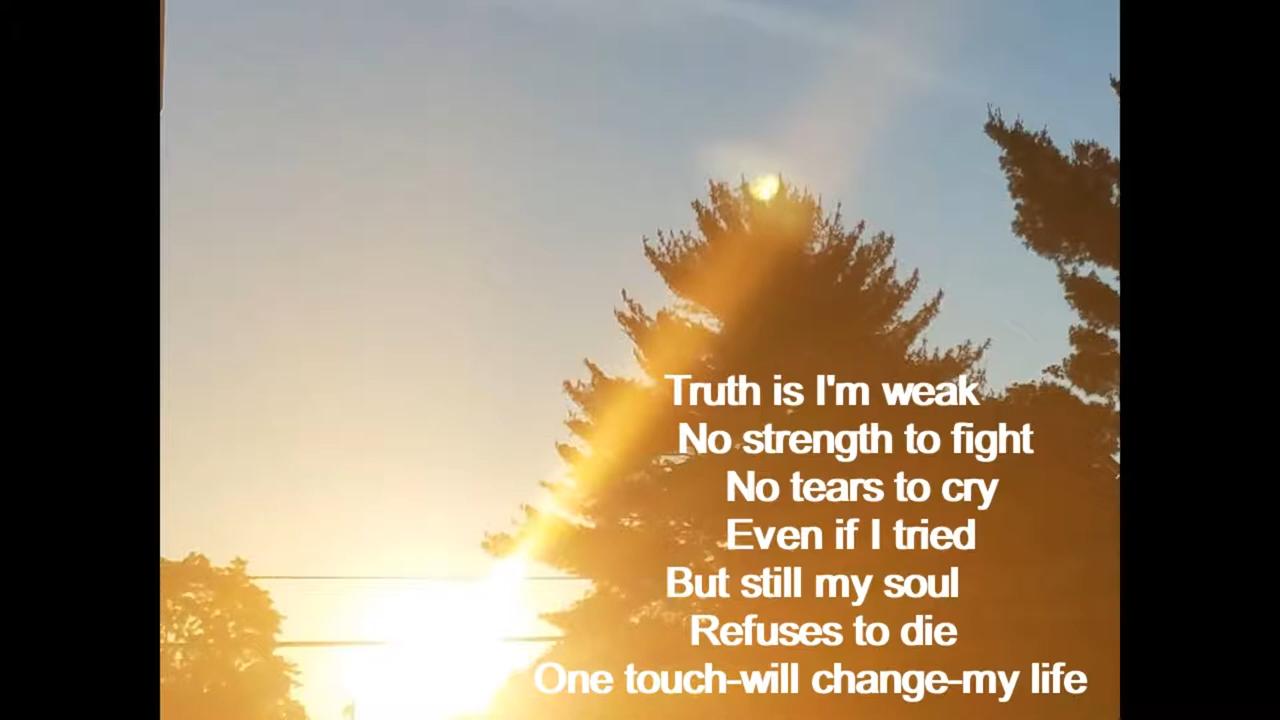 Truth is I'm weak
No strength to fight
No tears to cry
Even if I tried
But still my soul
Refuses to die
One touch-will change-my life